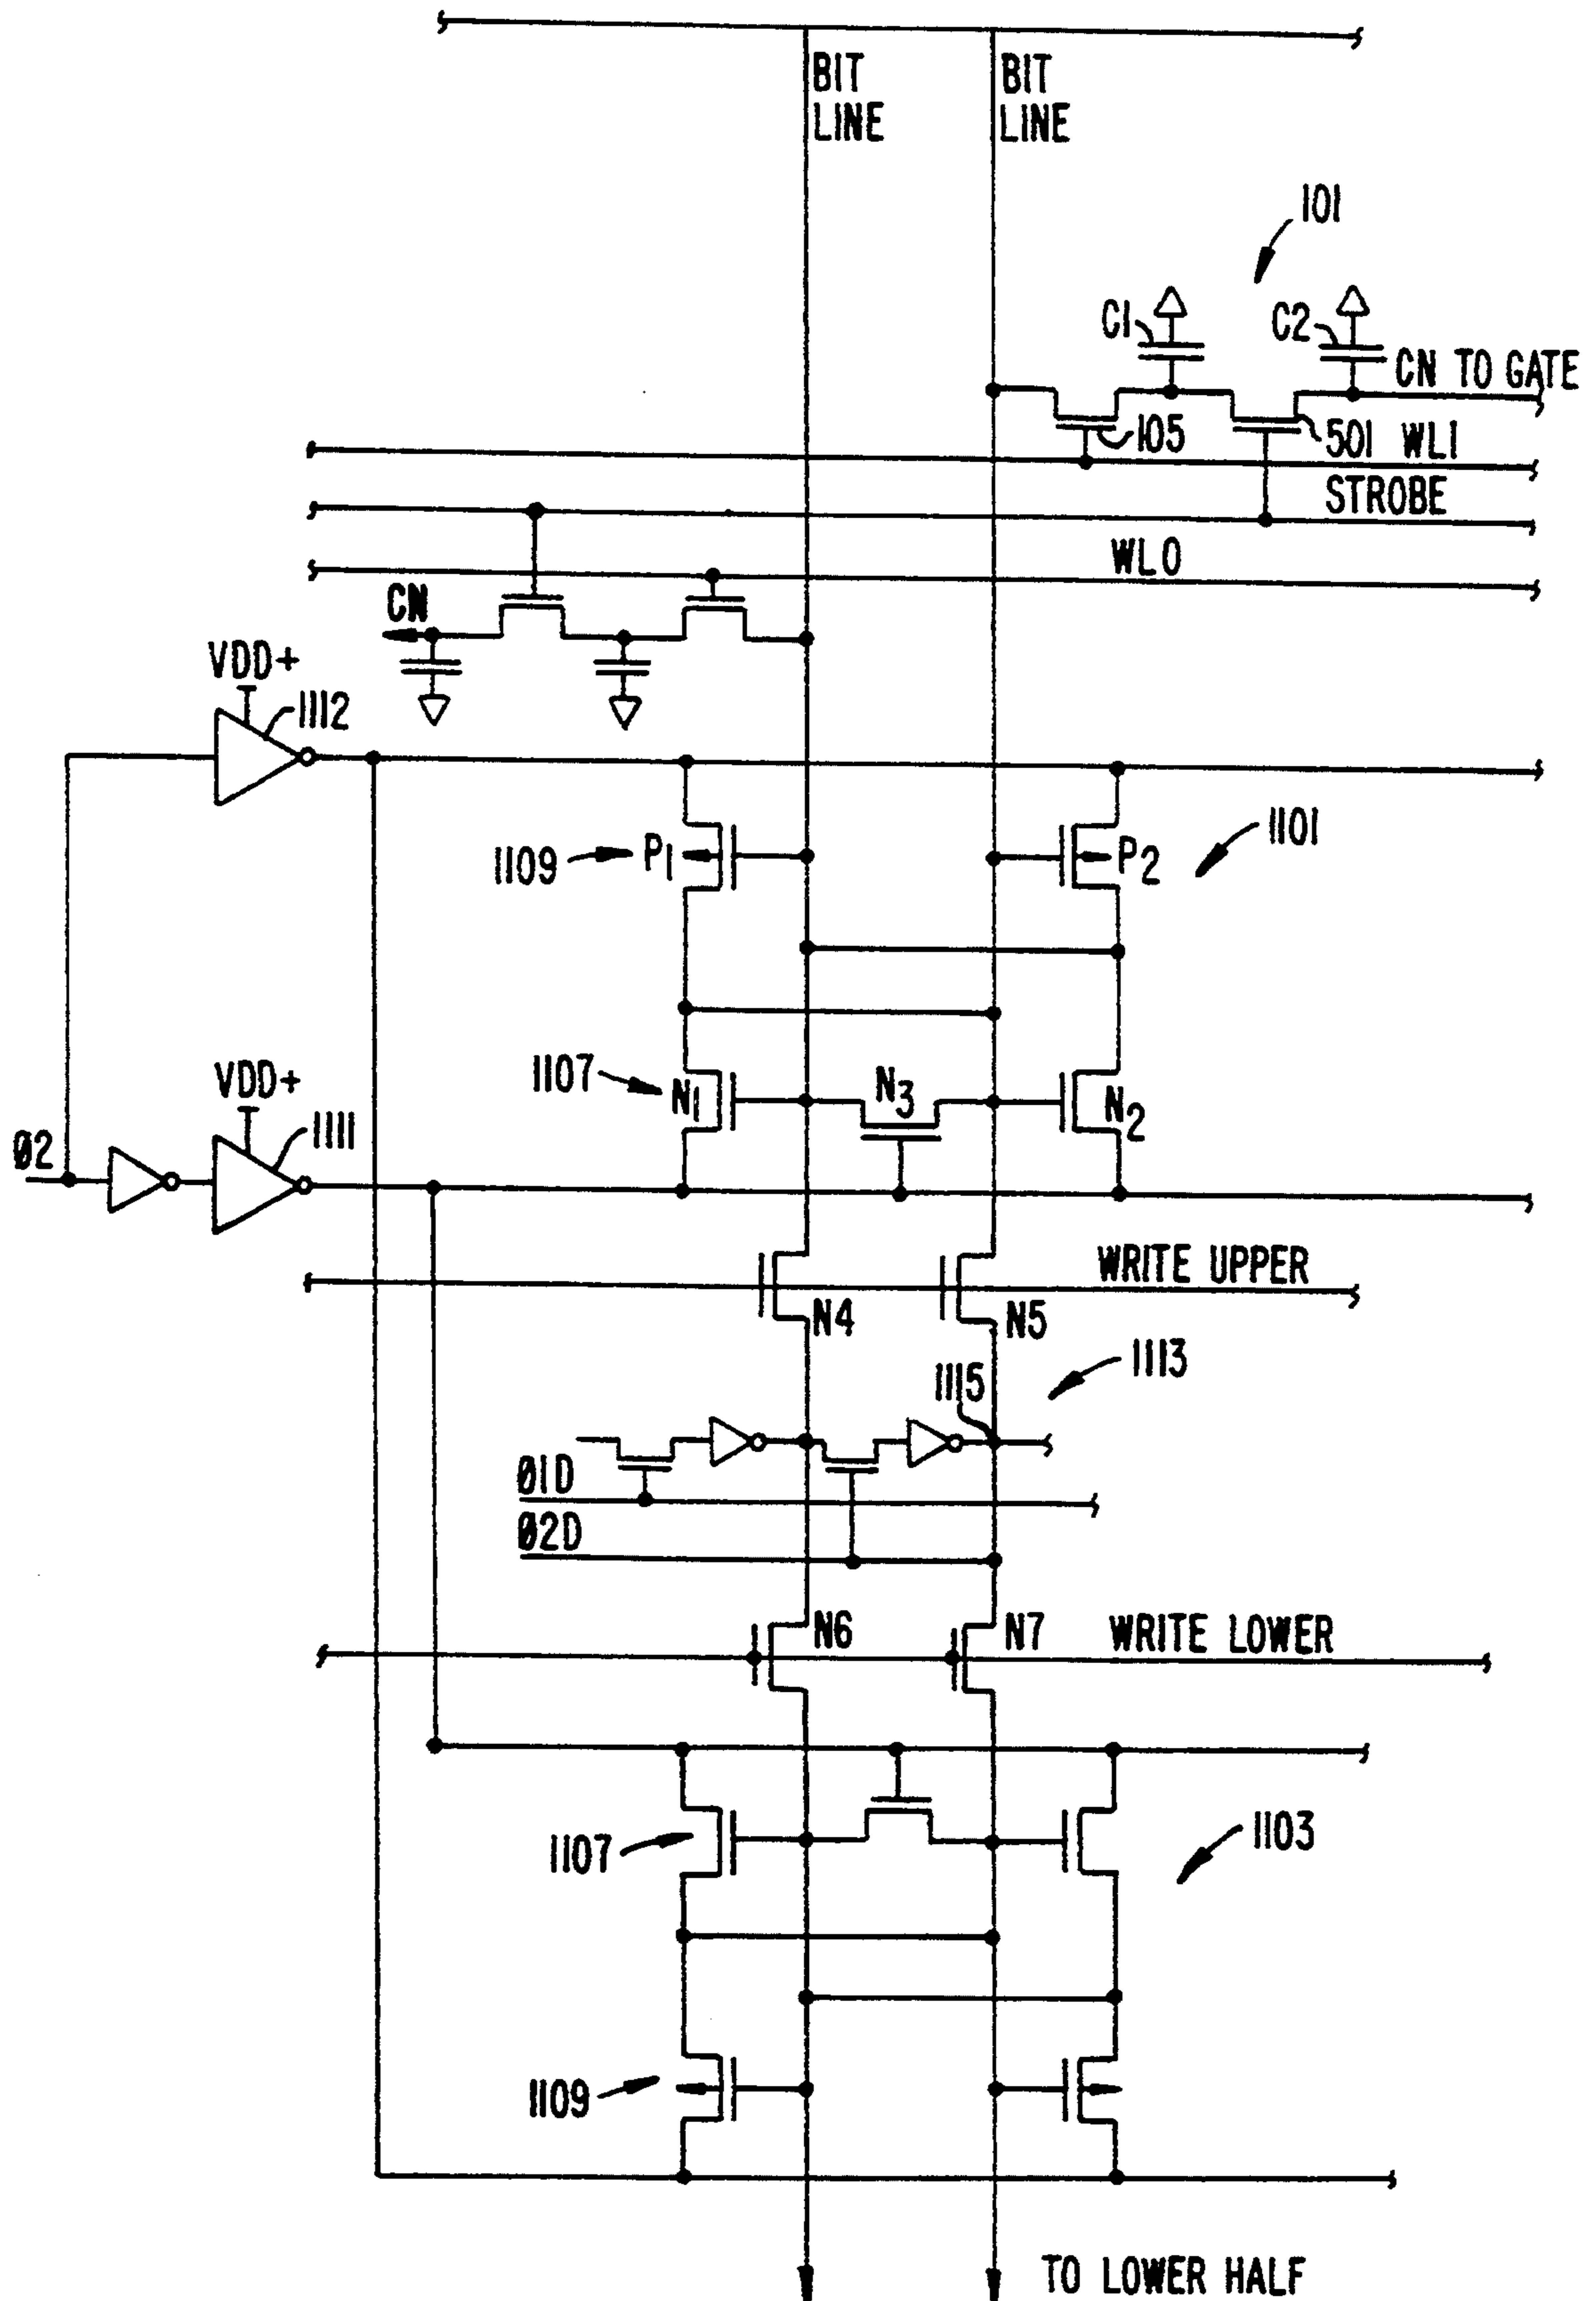 BIT
LINE
BIT
LINE
101
C1
C2
CN TO GATE
105
501
WL1
STROBE
WL0
CN
VDD+
1112
1109
P1
P2
1101
1107
N1
N3
N2
VDD+
1111
Ø2
WRITE UPPER
N4
N5
1113
1115
Ø1D
Ø2D
N6
N7
WRITE LOWER
1107
1103
1109
TO LOWER HALF